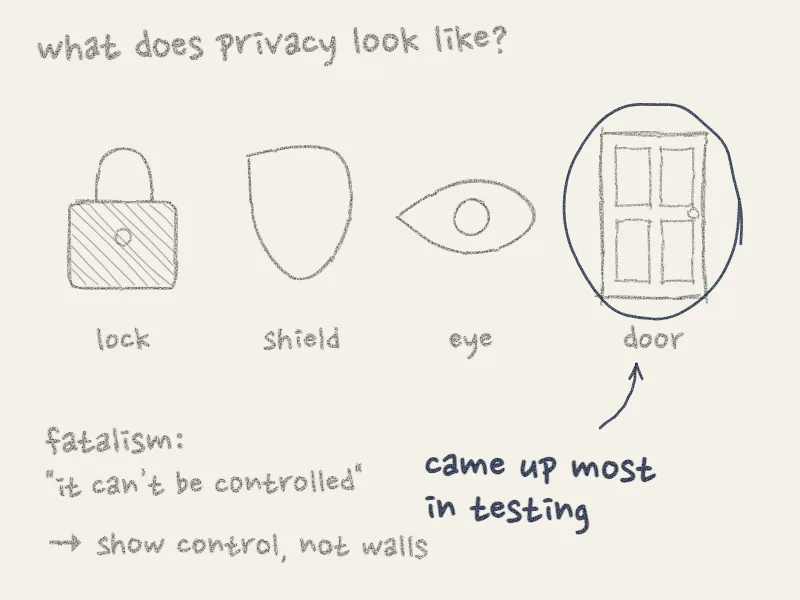 what does privacy look like?
lock
shield
eye
door
fatalism:
"it can't be controlled"
→ show control, not walls
came up most
in testing